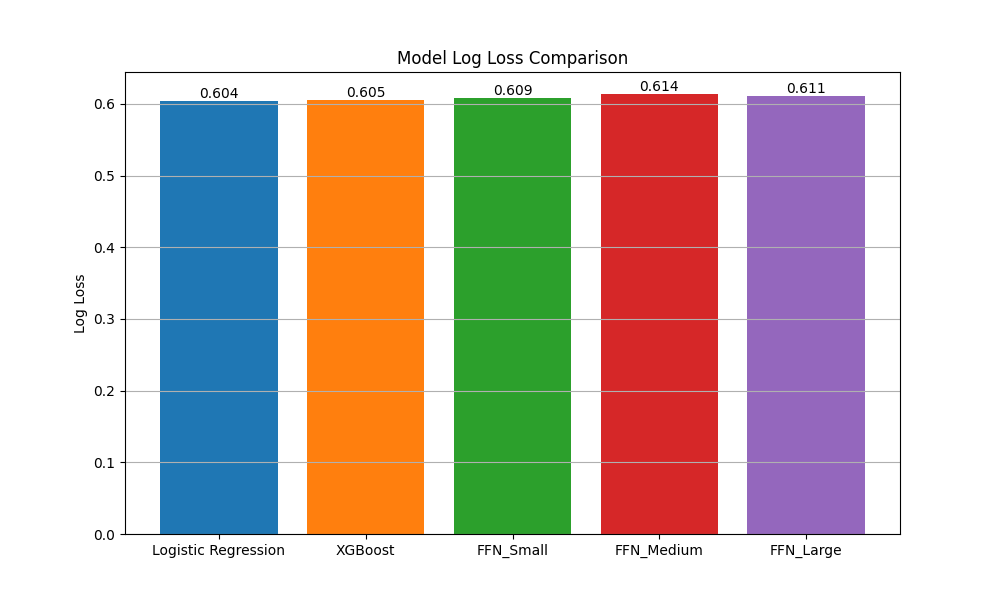 Model Log Loss Comparison
0.604 0.605 0.609 0.614 0.611
0.6
0.5
0.4
0.3
0.2
0.1
0.0
Log Loss
Logistic Regression XGBoost FFN_Small FFN_Medium FFN_Large